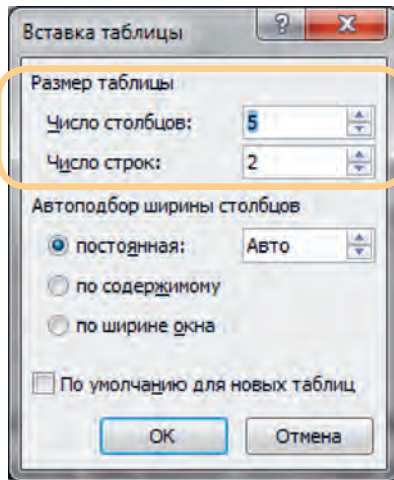 Вставка таблицы
Размер таблицы
Число столбцов: 5
Число строк: 2
Автоподбор ширины столбцов
постоянная: Авто
по содержимому
по ширине окна
По умолчанию для новых таблиц
ОК Отмена